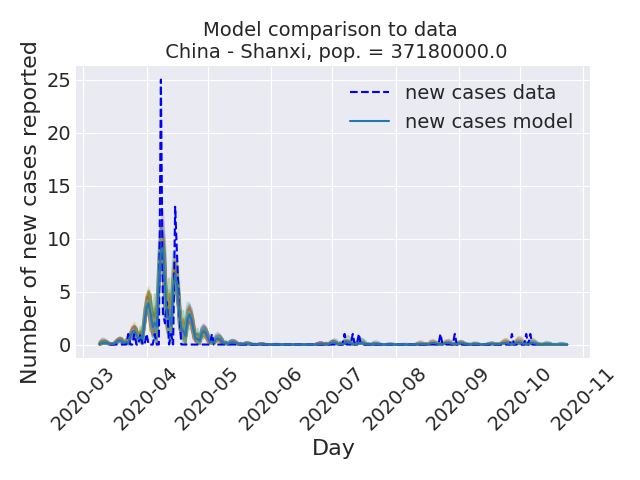 Model comparison to data
China - Shanxi, pop. = 37180000.0
Number of new cases reported
25
20
15
10
5
0
new cases data
new cases model
2020-03
2020-04
2020-05
2020-06
2020-07
2020-08
2020-09
2020-10
2020-11
Day